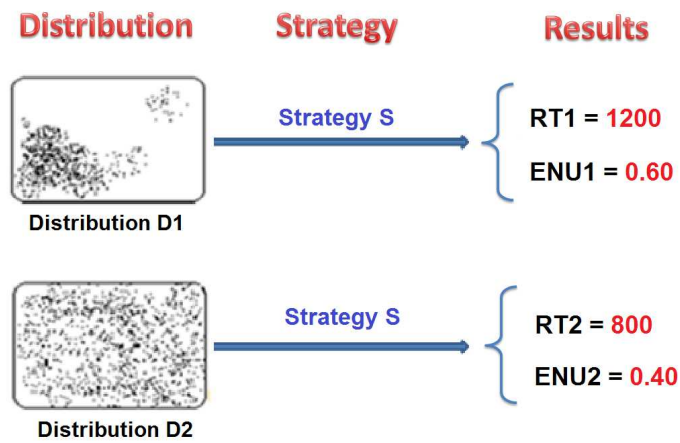 Distribution Strategy Results
Strategy S
RT1 = 1200
ENU1 = 0.60
Distribution D1
Strategy S
RT2 = 800
ENU2 = 0.40
Distribution D2